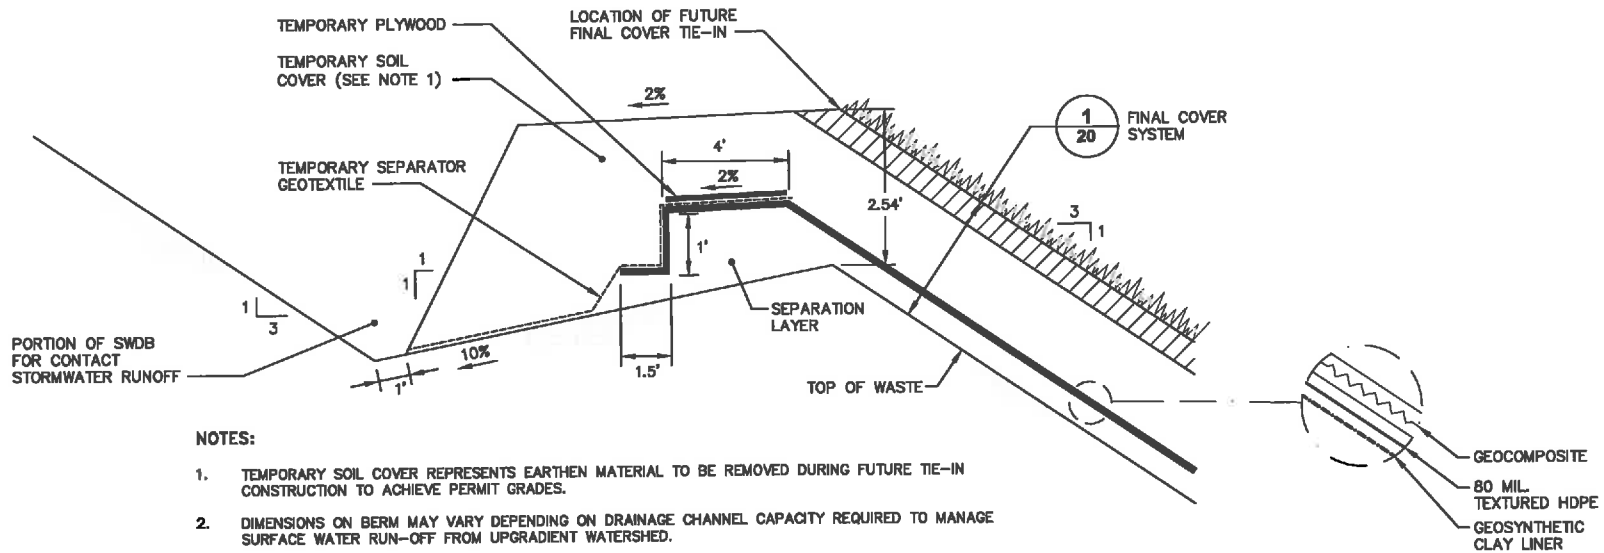 TEMPORARY PLYWOOD
LOCATION OF FUTURE
FINAL COVER TIE-IN
TEMPORARY SOIL
COVER (SEE NOTE 1)
2%
1
20
FINAL COVER
SYSTEM
TEMPORARY SEPARATOR
GEOTEXTILE
4'
2%
2.54'
3
1
1'
1
1
1
3
SEPARATION
LAYER
PORTION OF SWDB
FOR CONTACT
STORMWATER RUNOFF
10%
1'
1.5'
TOP OF WASTE
NOTES:
1. TEMPORARY SOIL COVER REPRESENTS EARTHEN MATERIAL TO BE REMOVED DURING FUTURE TIE-IN
CONSTRUCTION TO ACHIEVE PERMIT GRADES.
2. DIMENSIONS ON BERM MAY VARY DEPENDING ON DRAINAGE CHANNEL CAPACITY REQUIRED TO MANAGE
SURFACE WATER RUN-OFF FROM UPGRADIENT WATERSHED.
GEOCOMPOSITE
80 MIL.
TEXTURED HDPE
GEOSYNTHETIC
CLAY LINER